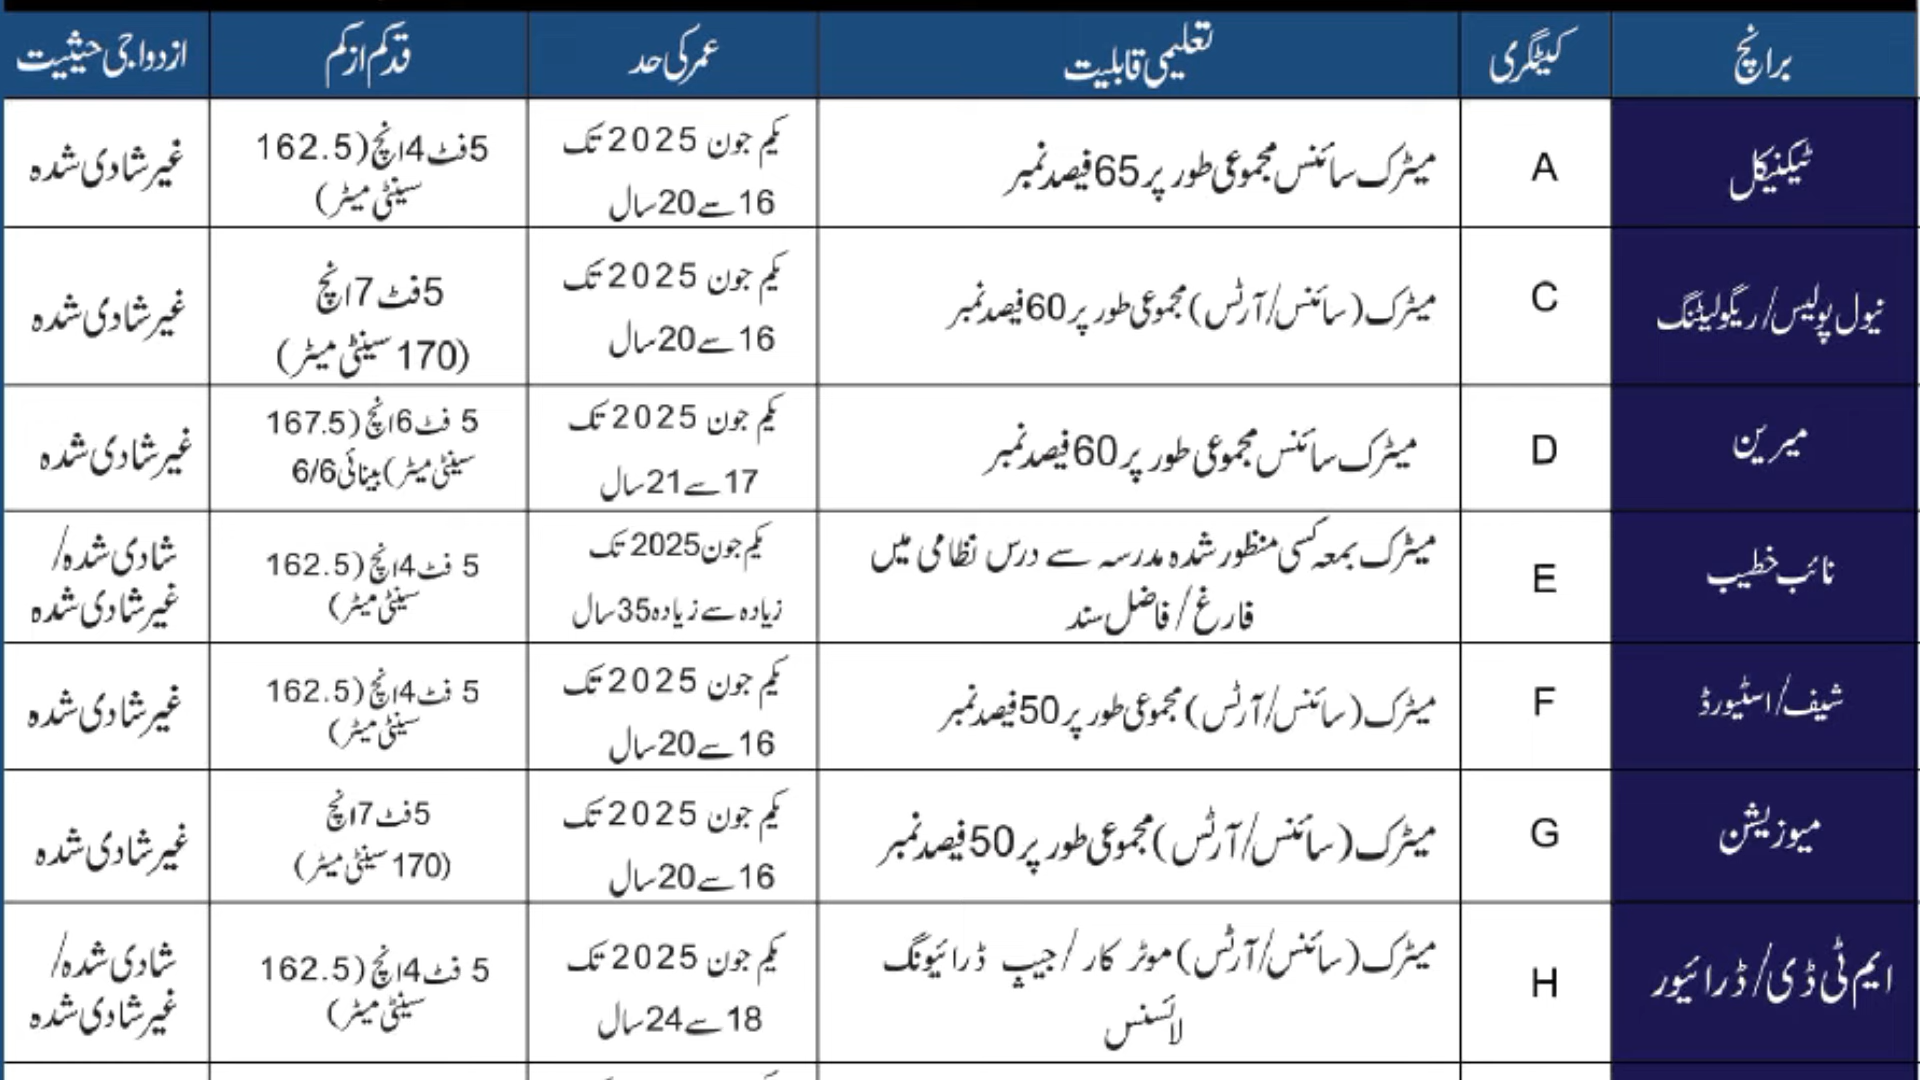 برانچ
کیٹگری
تعلیمی قابلیت
عمر کی حد
قد کم از کم
ازدواجی حیثیت
ٹیکنیکل
A
میٹرک سائنس مجموعی طور پر 65 فیصد نمبر
یکم جون 2025 تک
16 سے 20 سال
5 فٹ 4 انچ (162.5
سینٹی میٹر)
غیر شادی شدہ
نیول پولیس/ریگولیٹنگ
C
میٹرک (سائنس/آرٹس) مجموعی طور پر 60 فیصد نمبر
یکم جون 2025 تک
16 سے 20 سال
5 فٹ 7 انچ
(170 سینٹی میٹر)
غیر شادی شدہ
میرین
D
میٹرک سائنس مجموعی طور پر 60 فیصد نمبر
یکم جون 2025 تک
17 سے 21 سال
5 فٹ 6 انچ (167.5
سینٹی میٹر) بینائی 6/6
غیر شادی شدہ
نائب خطیب
E
میٹرک بمعہ کسی منظور شدہ مدرسہ سے درس نظامی میں
فارغ / فاضل سند
یکم جون 2025 تک
زیادہ سے زیادہ 35 سال
5 فٹ 4 انچ (162.5
سینٹی میٹر)
شادی شدہ/
غیر شادی شدہ
شیف/اسٹیورڈ
F
میٹرک (سائنس/آرٹس) مجموعی طور پر 50 فیصد نمبر
یکم جون 2025 تک
16 سے 20 سال
5 فٹ 4 انچ (162.5
سینٹی میٹر)
غیر شادی شدہ
میوزیشن
G
میٹرک (سائنس/آرٹس) مجموعی طور پر 50 فیصد نمبر
یکم جون 2025 تک
16 سے 20 سال
5 فٹ 7 انچ
(170 سینٹی میٹر)
غیر شادی شدہ
ایم ٹی ڈی/ڈرائیور
H
میٹرک (سائنس/آرٹس) موٹر کار / جیپ ڈرائیونگ
لائسنس
یکم جون 2025 تک
18 سے 24 سال
5 فٹ 4 انچ (162.5
سینٹی میٹر)
شادی شدہ/
غیر شادی شدہ